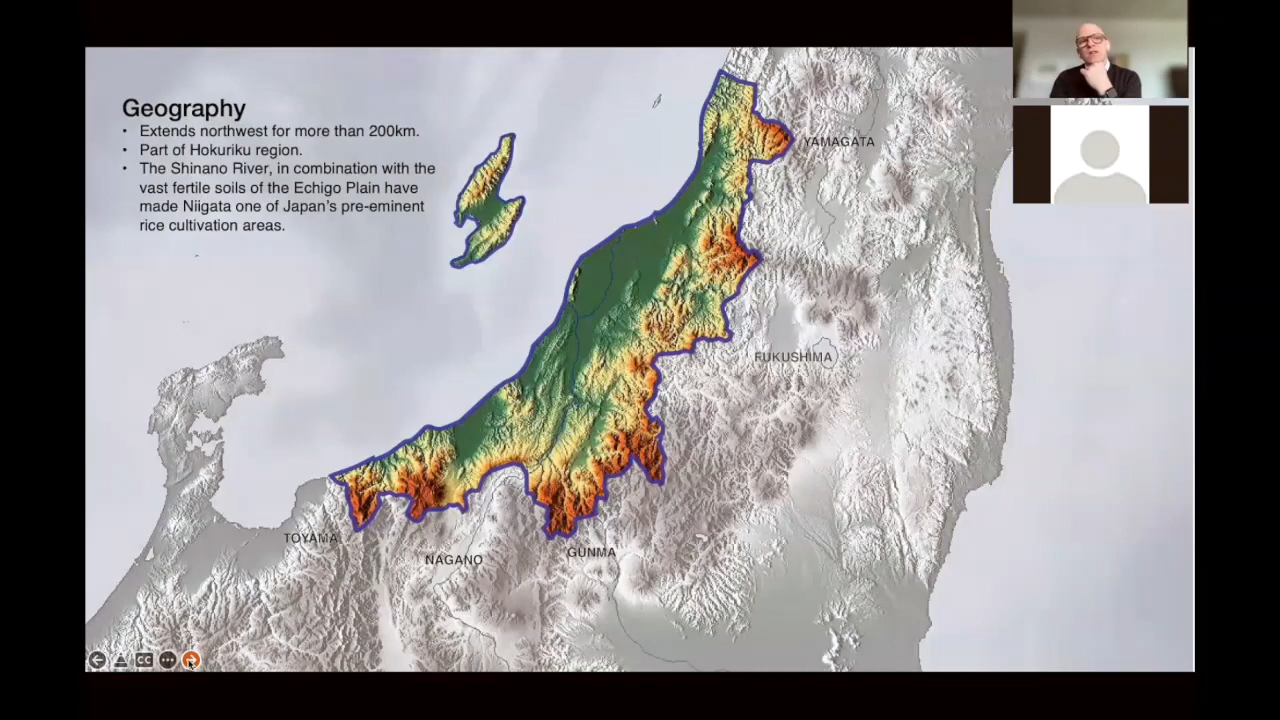 Geography
• Extends northwest for more than 200km.
• Part of Hokuriku region.
• The Shinano River, in combination with the
vast fertile soils of the Echigo Plain have
made Niigata one of Japan's pre-eminent
rice cultivation areas.
YAMAGATA
FUKUSHIMA
TOYAMA
NAGANO
GUNMA
CC